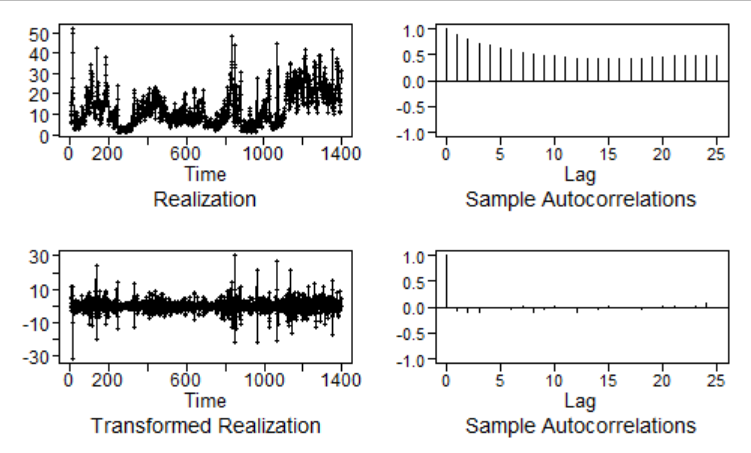 50
40
30
20
10
0
0 200 600 1000 1400
Time
Realization
1.0
0.5
0.0
-0.5
-1.0
0 5 10 15 20 25
Lag
Sample Autocorrelations
30
10
-10
-30
0 200 600 1000 1400
Time
Transformed Realization
1.0
0.5
0.0
-0.5
-1.0
0 5 10 15 20 25
Lag
Sample Autocorrelations